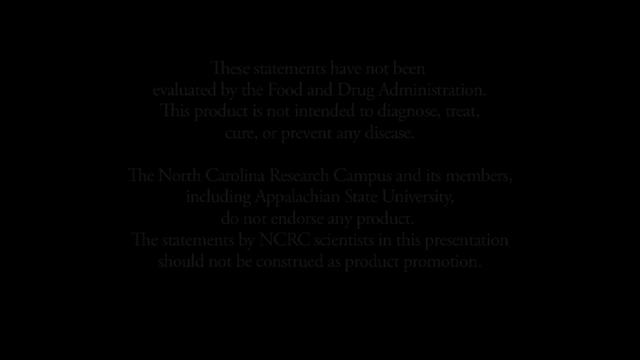 These statements have not been
evaluated by the Food and Drug Administration.
This product is not intended to diagnose, treat,
cure, or prevent any disease.
The North Carolina Research Campus and its members,
including Appalachian State University,
do not endorse any product.
The statements by NCRC scientists in this presentation
should not be construed as product promotion.